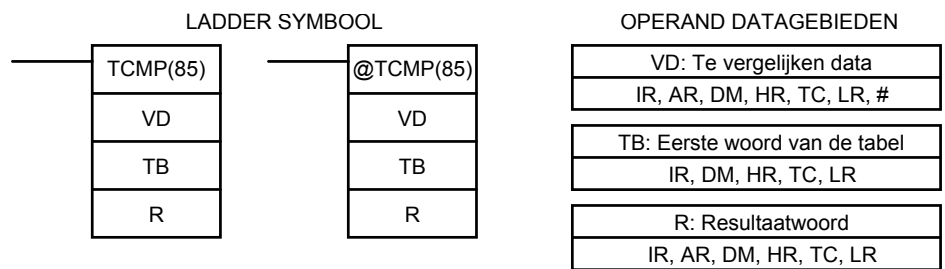 LADDER SYMBOOL
TCMP(85)
VD
TB
R
@TCMP(85)
VD
TB
R
OPERAND DATAGEBIEDEN
VD: Te vergelijken data
IR, AR, DM, HR, TC, LR, #
TB: Eerste woord van de tabel
IR, DM, HR, TC, LR
R: Resultaatwoord
IR, AR, DM, HR, TC, LR